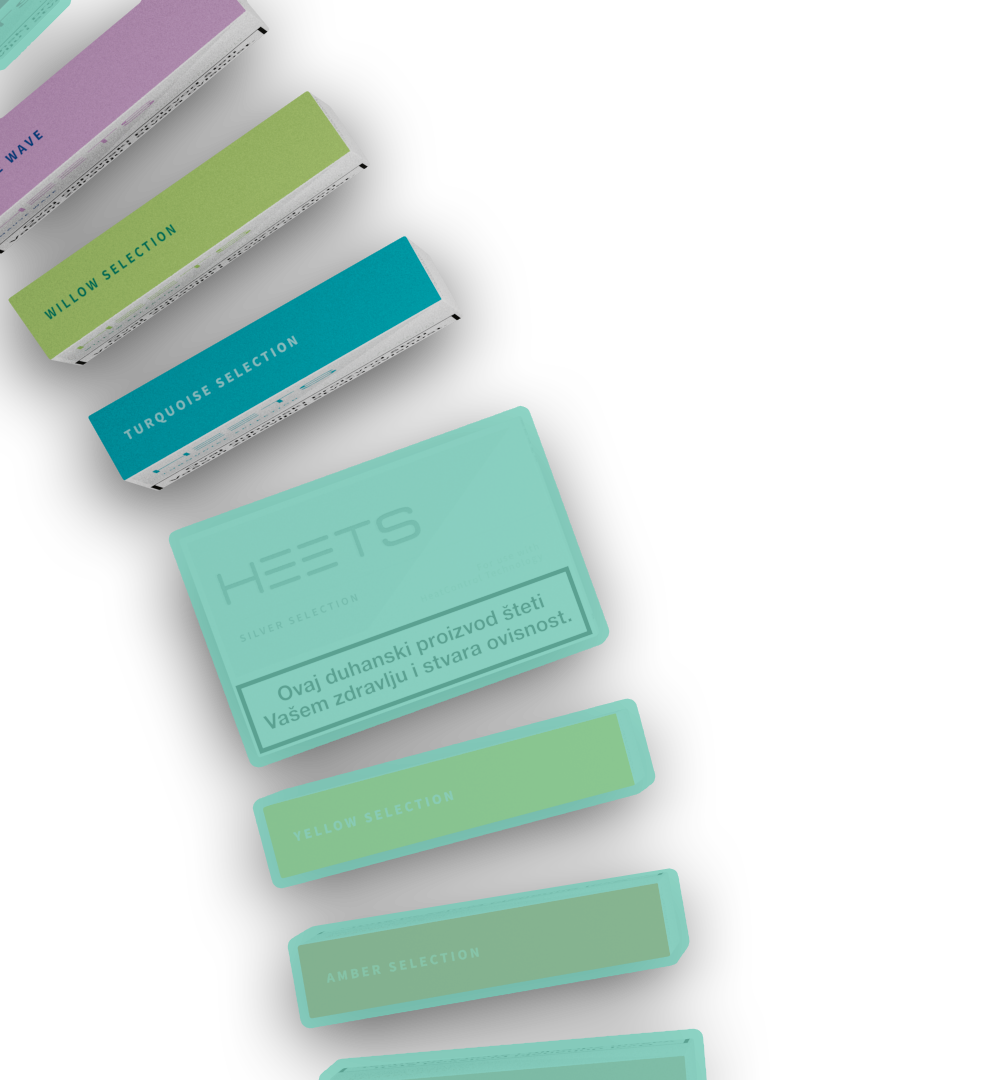 WAVE
WILLOW SELECTION
TURQUOISE SELECTION
HEETS
SILVER SELECTION
Ovaj duhanski proizvod šteti
Vašem zdravlju i stvara ovisnost.
YELLOW SELECTION
AMBER SELECTION